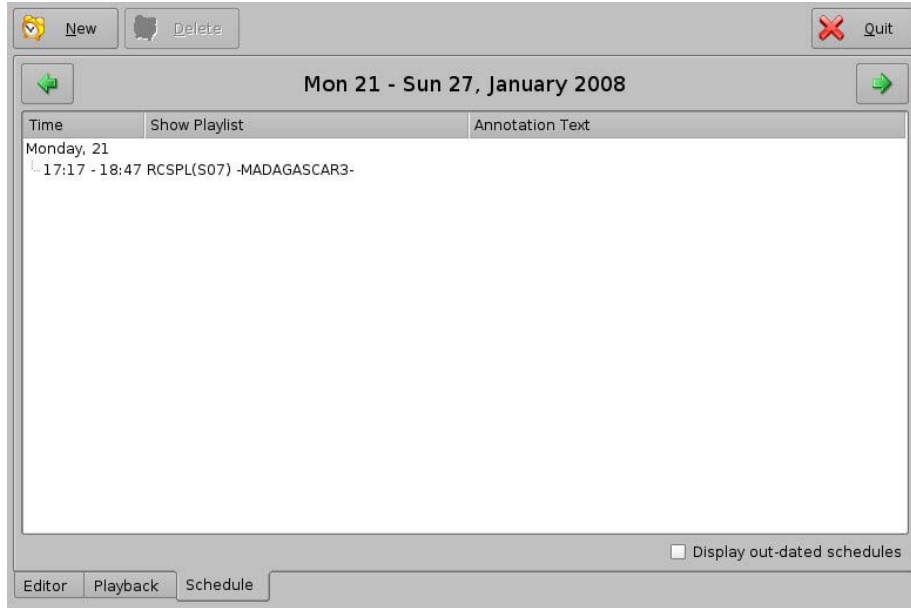 New Delete Quit
Mon 21 - Sun 27, January 2008
Time Show Playlist Annotation Text
Monday, 21
17:17 - 18:47 RCSPL(S07) -MADAGASCAR3-
Display out-dated schedules
Editor Playback Schedule